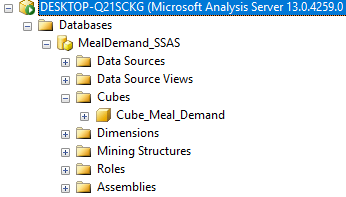 DESKTOP-Q21SCKG (Microsoft Analysis Server 13.0.4259.0
Databases
MealDemand_SSAS
Data Sources
Data Source Views
Cubes
Cube_Meal_Demand
Dimensions
Mining Structures
Roles
Assemblies